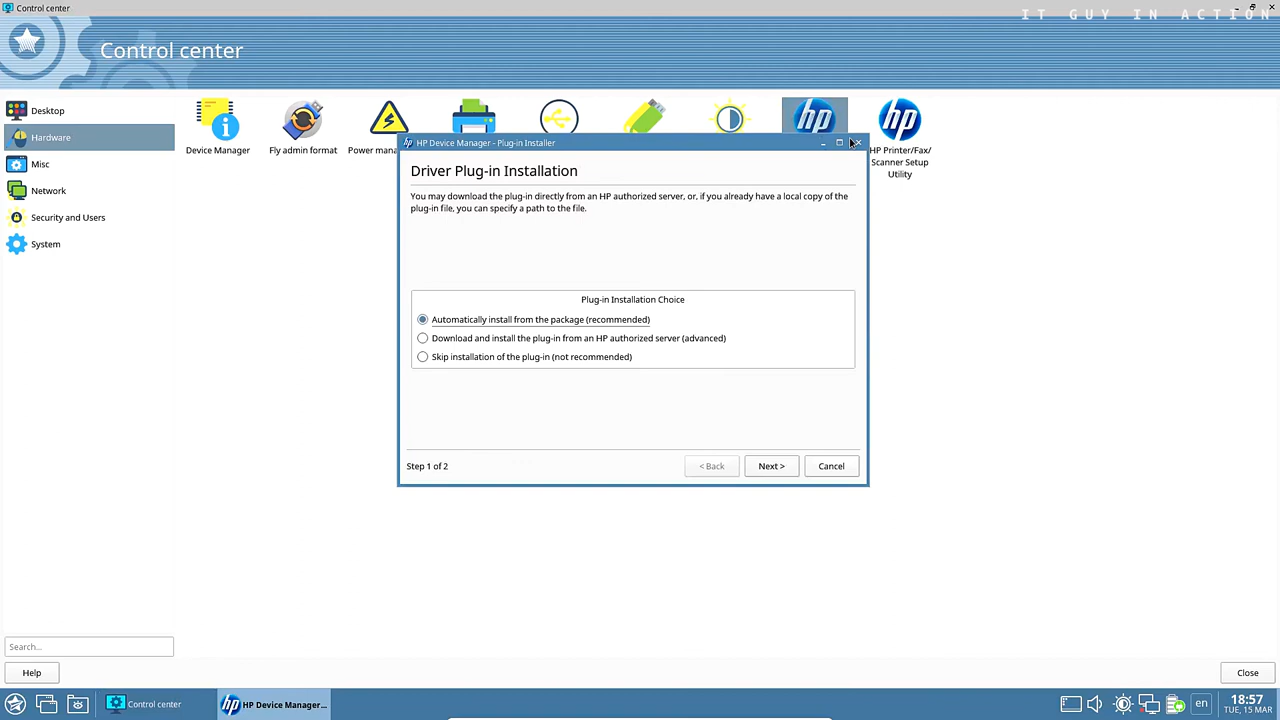 Control center
IT GUY IN ACTION
Control center
Desktop
Hardware
Misc
Network
Security and Users
System
Device Manager
Fly admin format
Power mana
hp
hp
HP Printer/Fax/
Scanner Setup
Utility
HP Device Manager - Plug-in Installer
Driver Plug-in Installation
You may download the plug-in directly from an HP authorized server, or, if you already have a local copy of the
plug-in file, you can specify a path to the file.
Plug-in Installation Choice
Automatically install from the package (recommended)
Download and install the plug-in from an HP authorized server (advanced)
Skip installation of the plug-in (not recommended)
Step 1 of 2
< Back
Next >
Cancel
Search...
Help
Close
Control center
HP Device Manager...
en
18:57
TUE, 15 MAR